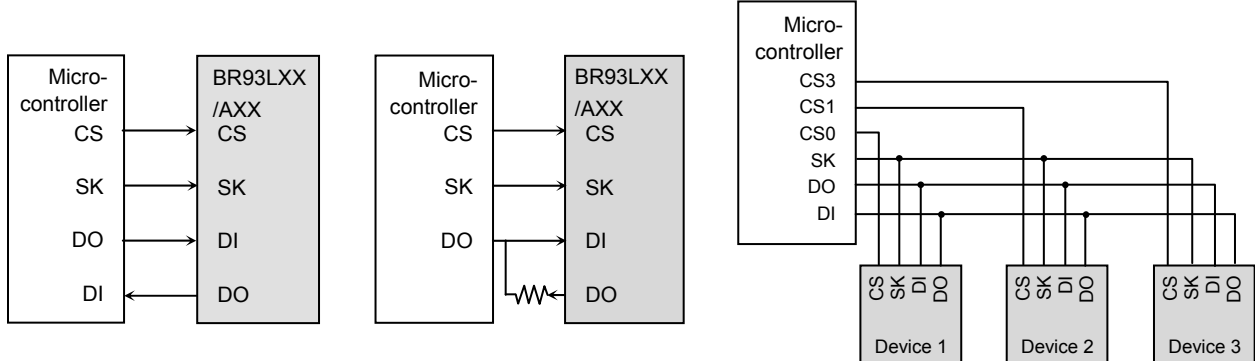 Micro-
controller
CS
SK
DO
DI
BR93LXX
/AXX
CS
SK
DI
DO
Micro-
controller
CS
SK
DO
BR93LXX
/AXX
CS
SK
DI
DO
Micro-
controller
CS3
CS1
CS0
SK
DO
DI
CS
SK
DI
DO
Device 1
CS
SK
DI
DO
Device 2
CS
SK
DI
DO
Device 3